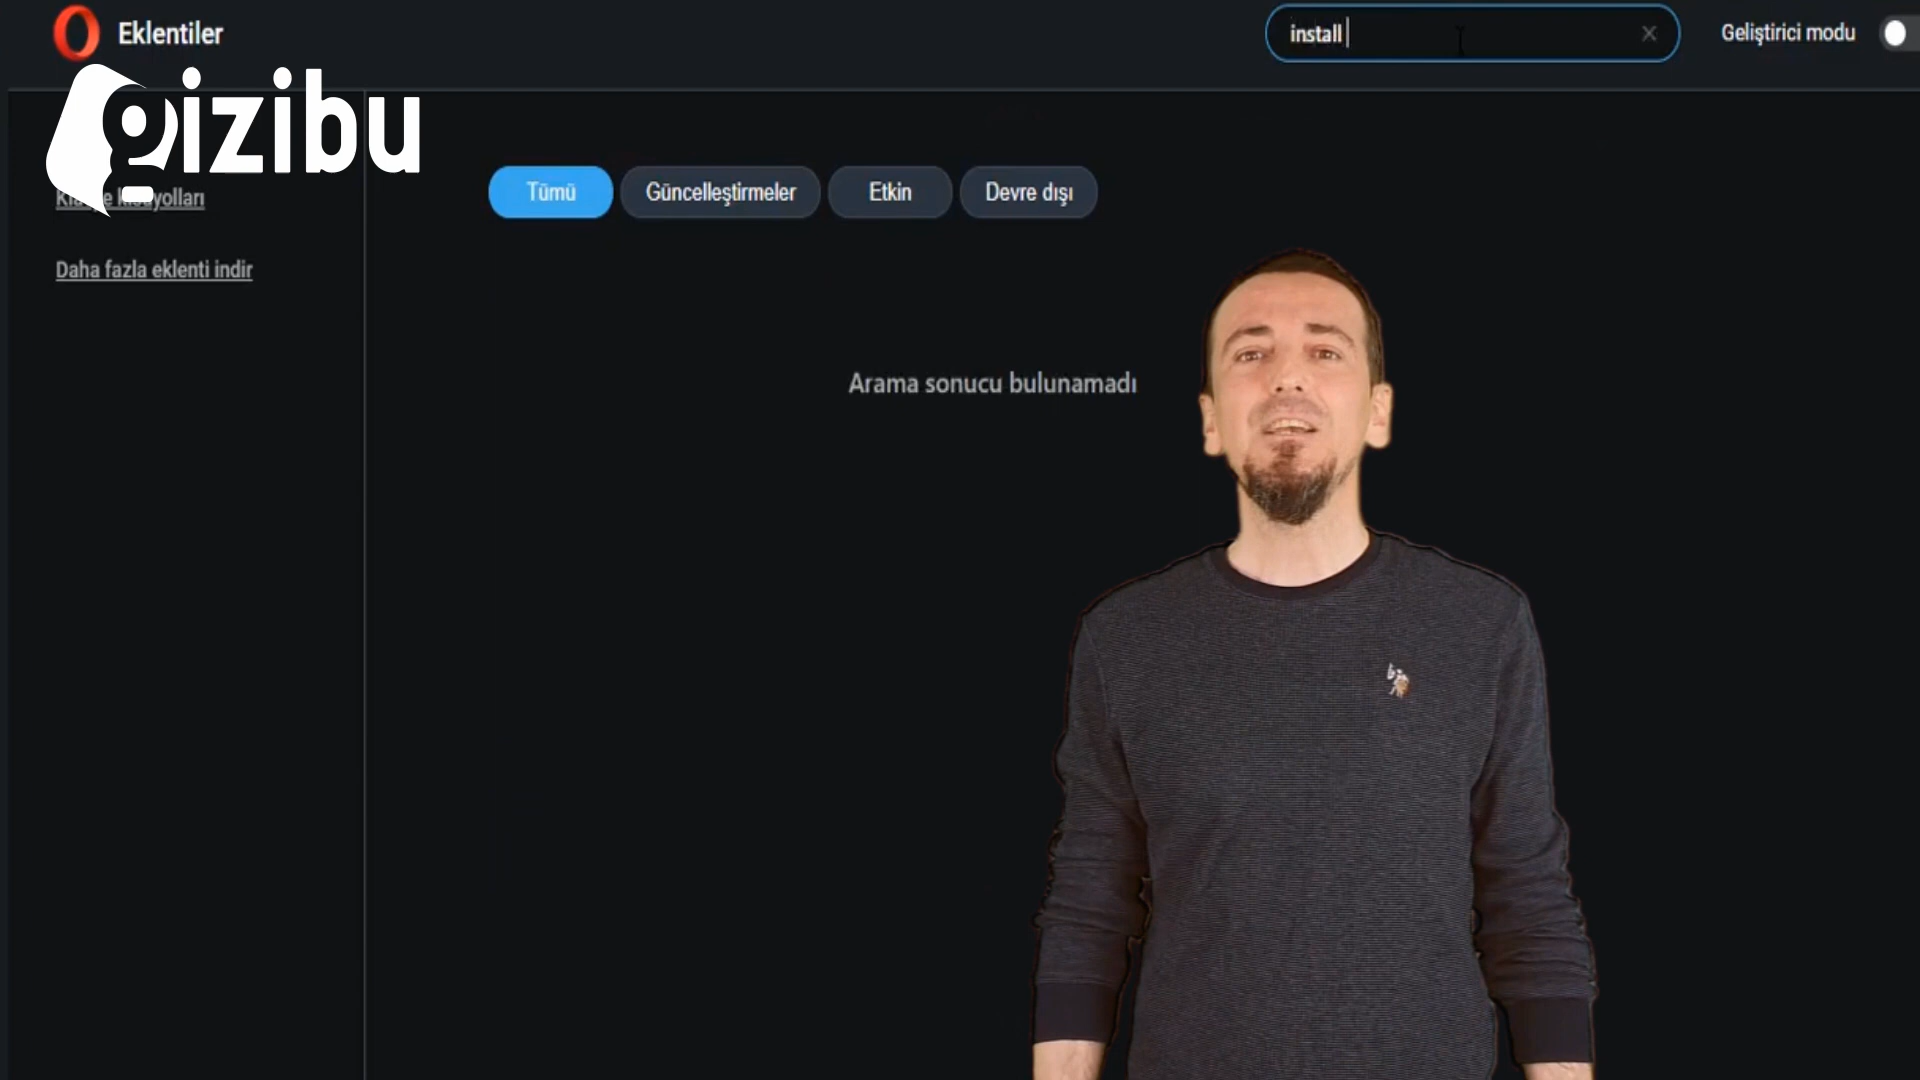 Eklentiler
install
Geliştirici modu
gizibu
Tümü
Güncelleştirmeler
Etkin
Devre dışı
Daha fazla eklenti indir
Arama sonucu bulunamadı